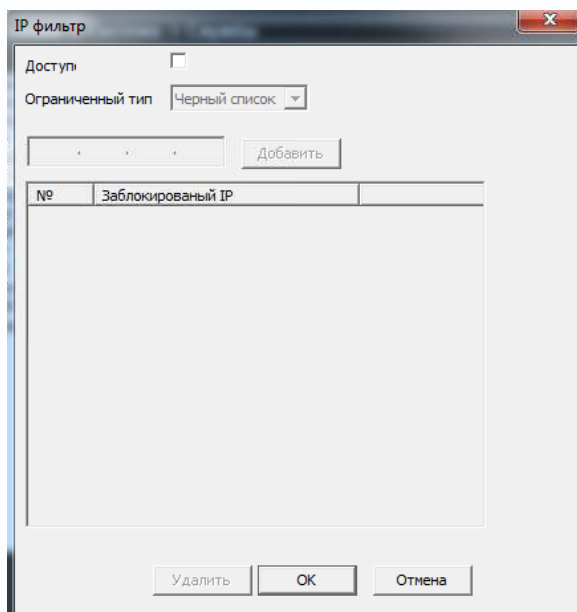 IP фильтр
Доступ
Ограниченный тип Черный список
. . . Добавить
№ Заблокированый IP
Удалить OK Отмена